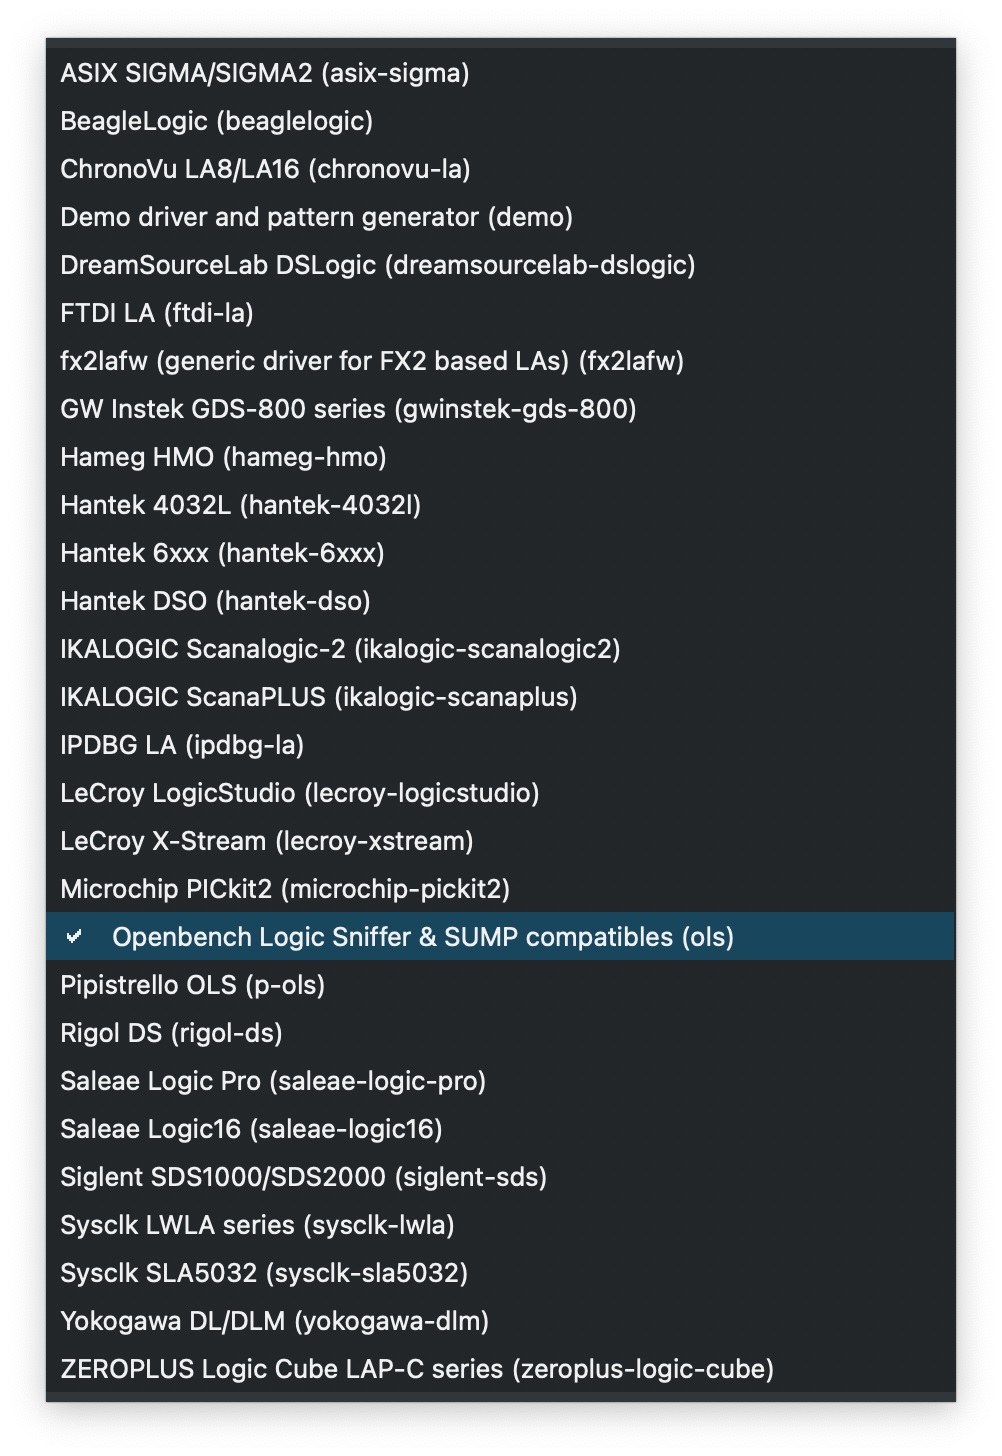 ASIX SIGMA/SIGMA2 (asix-sigma)
BeagleLogic (beaglelogic)
ChronoVu LA8/LA16 (chronovu-la)
Demo driver and pattern generator (demo)
DreamSourceLab DSLogic (dreamsourcelab-dslogic)
FTDI LA (ftdi-la)
fx2lafw (generic driver for FX2 based LAs) (fx2lafw)
GW Instek GDS-800 series (gwinstek-gds-800)
Hameg HMO (hameg-hmo)
Hantek 4032L (hantek-4032l)
Hantek 6xxx (hantek-6xxx)
Hantek DSO (hantek-dso)
IKALOGIC Scanalogic-2 (ikalogic-scanalogic2)
IKALOGIC ScanaPLUS (ikalogic-scanaplus)
IPDBG LA (ipdbg-la)
LeCroy LogicStudio (lecroy-logicstudio)
LeCroy X-Stream (lecroy-xstream)
Microchip PICkit2 (microchip-pickit2)
Openbench Logic Sniffer & SUMP compatibles (ols)
Pipistrello OLS (p-ols)
Rigol DS (rigol-ds)
Saleae Logic Pro (saleae-logic-pro)
Saleae Logic16 (saleae-logic16)
Siglent SDS1000/SDS2000 (siglent-sds)
Sysclk LWLA series (sysclk-lwla)
Sysclk SLA5032 (sysclk-sla5032)
Yokogawa DL/DLM (yokogawa-dlm)
ZEROPLUS Logic Cube LAP-C series (zeroplus-logic-cube)